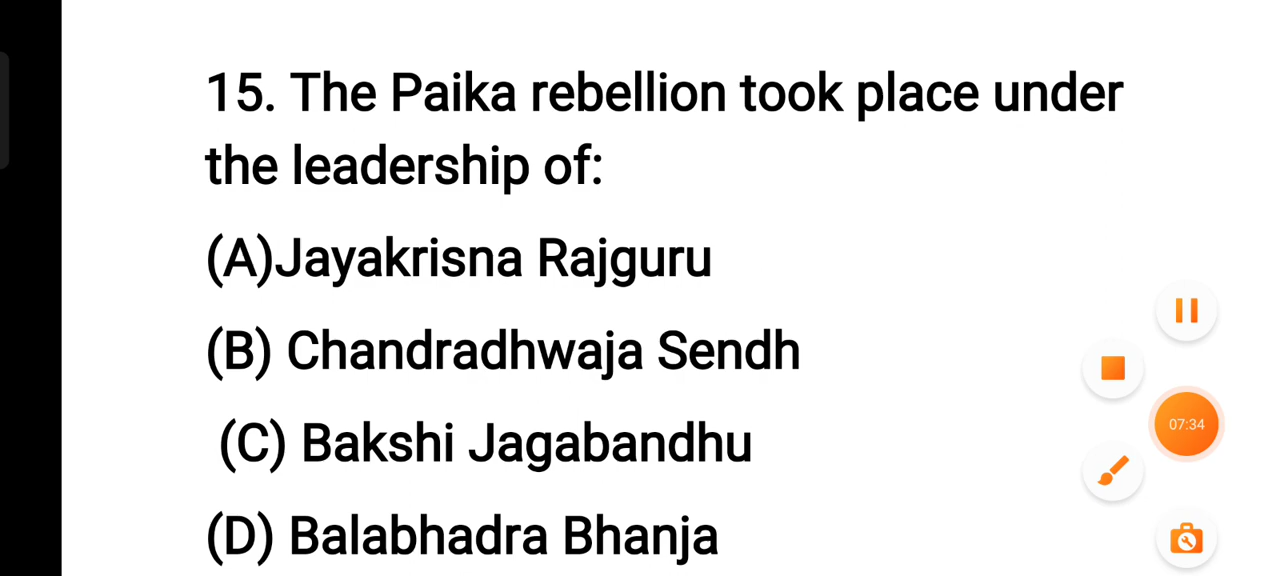 15. The Paika rebellion took place under
the leadership of:
(A)Jayakrisna Rajguru
(B) Chandradhwaja Sendh
(C) Bakshi Jagabandhu
07:34
(D) Balabhadra Bhanja